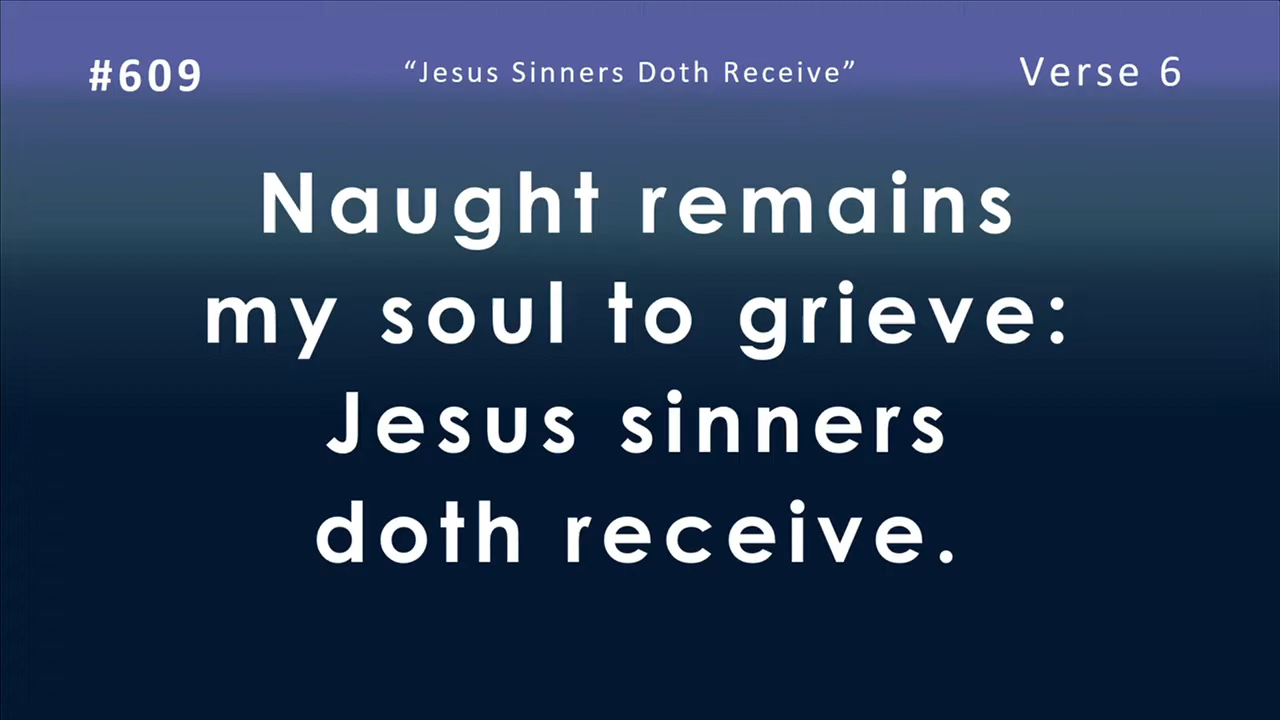 #609 “Jesus Sinners Doth Receive” Verse 6
Naught remains
my soul to grieve:
Jesus sinners
doth receive.